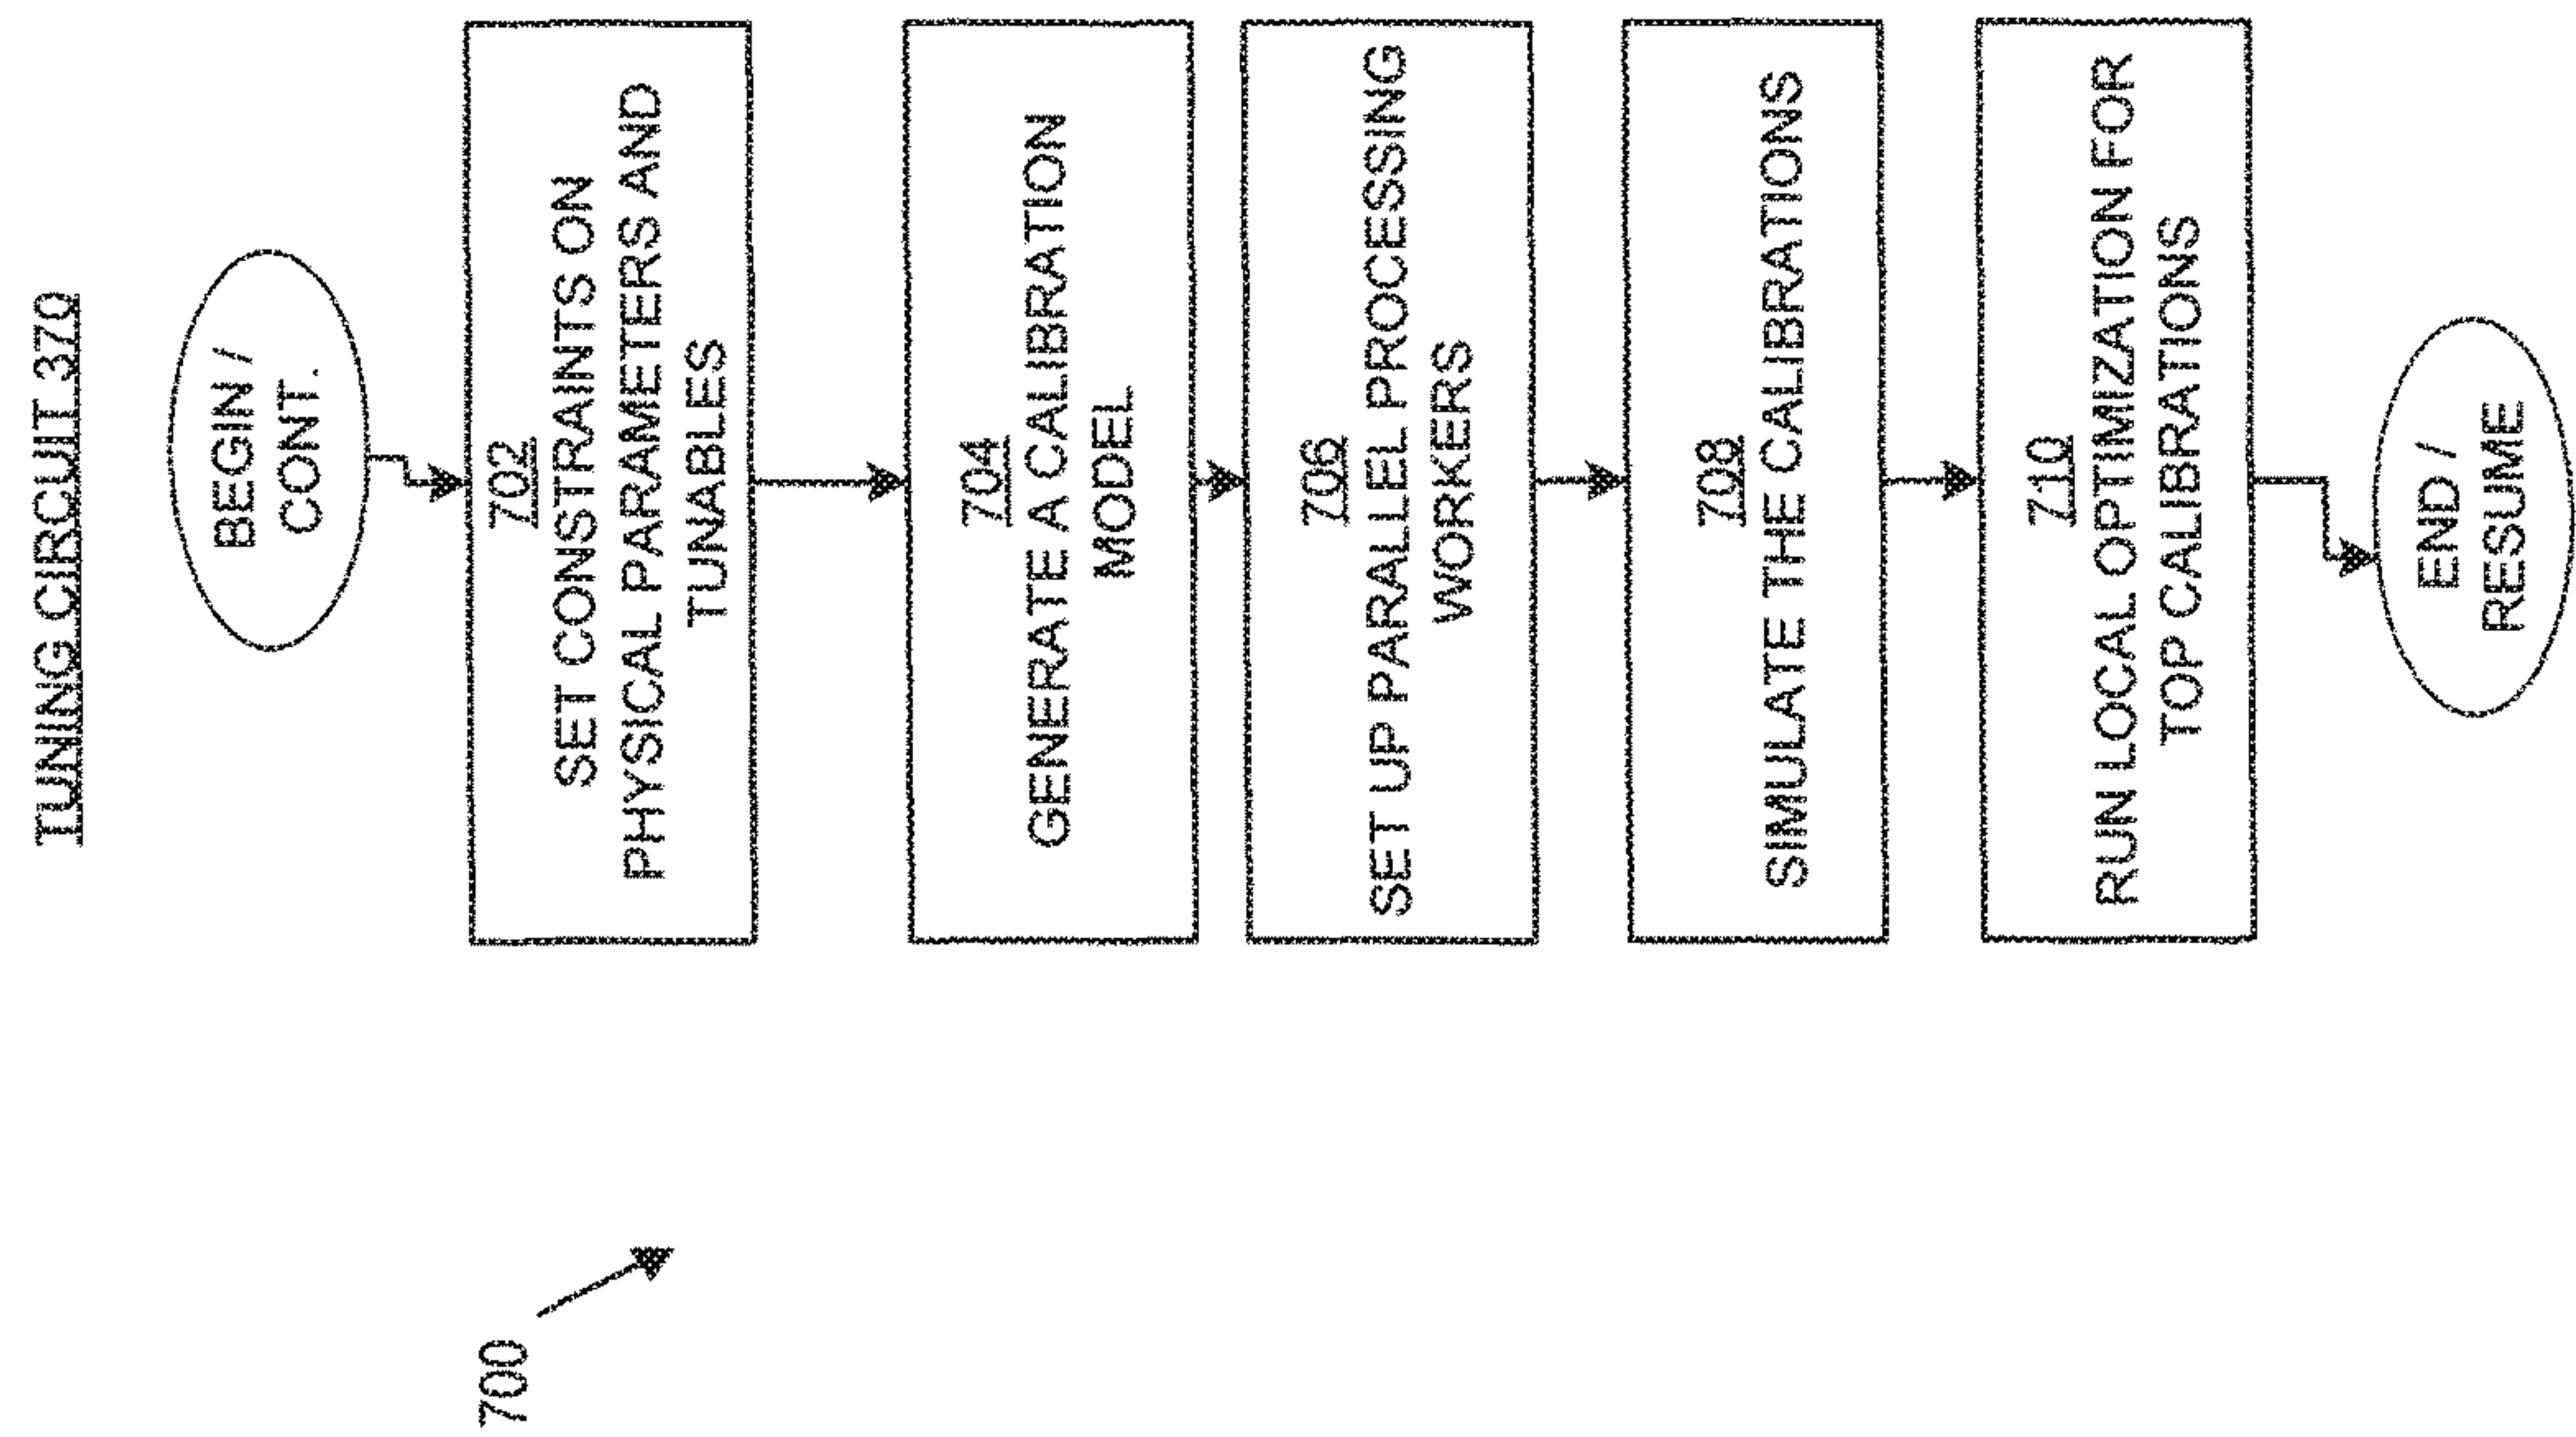 TUNING CIRCUIT 370
BEGIN /
CONT.
702
SET CONSTRAINTS ON
PHYSICAL PARAMETERS AND
TUNABLES
704
GENERATE A CALIBRATION
MODEL
706
SET UP PARALLEL PROCESSING
WORKERS
708
SIMULATE THE CALIBRATIONS
710
RUN LOCAL OPTIMIZATION FOR
TOP CALIBRATIONS
END /
RESUME
700